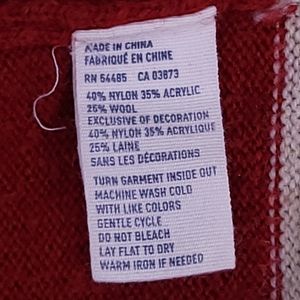 MADE IN CHINA
FABRIQUÉ EN CHINE
RN 54485 CA 03873
40% NYLON 35% ACRYLIC
25% WOOL
EXCLUSIVE OF DECORATION
40% NYLON 35% ACRYLIQUE
25% LAINE
SANS LES DÉCORATIONS
TURN GARMENT INSIDE OUT
MACHINE WASH COLD
WITH LIKE COLORS
GENTLE CYCLE
DO NOT BLEACH
LAY FLAT TO DRY
WARM IRON IF NEEDED